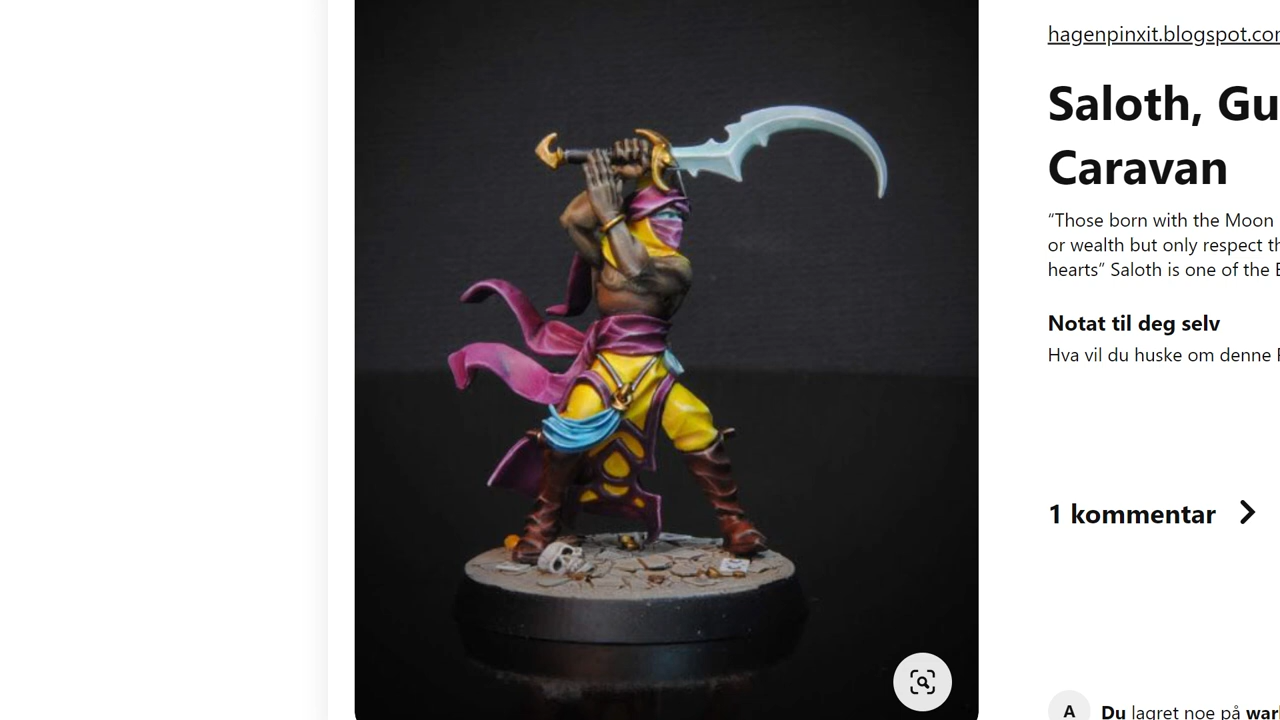 hagenpinxit.blogspot.co
Saloth, Gu
Caravan
“Those born with the Moon
or wealth but only respect th
hearts” Saloth is one of the
Notat til deg selv
Hva vil du huske om denne
1 kommentar
A
Du lagret noe på war